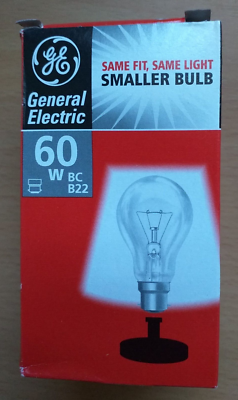 GE
SAME FIT, SAME LIGHT
SMALLER BULB
General
Electric
60
W BC
B22